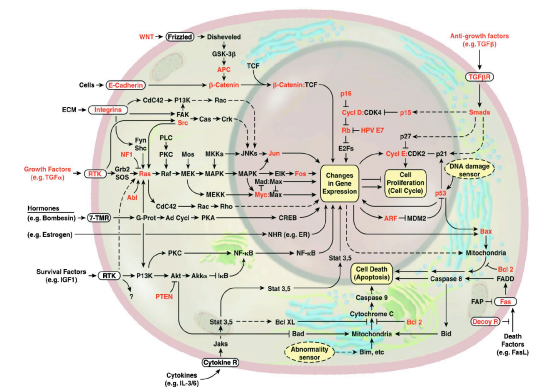 WNT Frizzled Disheveled
GSK-3β
APC
TCF
Cells E-Cadherin β-Catenin β-Catenin:TCF
Anti-growth factors
(e.g. TGFβ)
TGFβR
Cdc42 P13K Rac
ECM Integrins FAK
Src Cas Crk
p16
Cyclin D:CDK4 p15 Smads
Rb HPV E7
p27
Fyn
Shc
PLC
E2Fs
Cyclin E:CDK2 p21
NF1 PKC Mos MKKs JNKs Jun
Growth Factors
(e.g. TGFα)
RTK Grb2
SOS Ras Raf MEK MAPK MAPK ElK Fos
DNA damage
sensor
Mad:Max
Changes
in Gene
Expression
Cell
Proliferation
(Cell Cycle)
Abl MEKK Myc:Max
p53
Cdc42 Rac Rho
Hormones
(e.g. Bombesin) 7-TMR G-Prot Ad Cycl PKA CREB
ARF MDM2
(e.g. Estrogen) NHR (e.g. ER)
Bax
Mitochondria
PKC NF-κB NF-κB
Stat 3,5
Survival Factors
(e.g. IGF1)
RTK P13K Akt Akkα IκB
?
Cell Death
(Apoptosis)
Bcl 2
Caspase 8 FADD
PTEN
Stat 3,5
Caspase 9
FAP Fas
Cytochrome C
Stat 3,5 Bcl XL Bcl 2
Decoy R
Bad Mitochondria Bid
Death
Factors
(e.g. FasL)
Jaks
Abnormality
sensor
Bim, etc
Cytokine R
Cytokines
(e.g. IL-3/6)